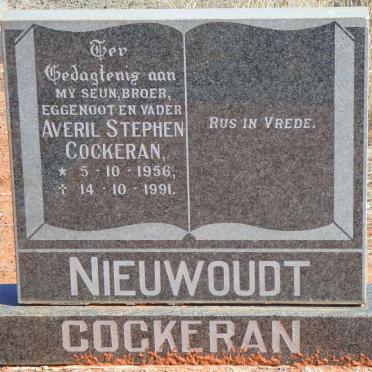 Ter
Gedagtenis aan
MY SEUN, BROER,
EGGENOOT EN VADER
AVERIL STEPHEN
COCKERAN,
★ 5-10-1956,
✝ 14-10-1991.
RUS IN VREDE.
NIEUWOUDT
COCKERAN